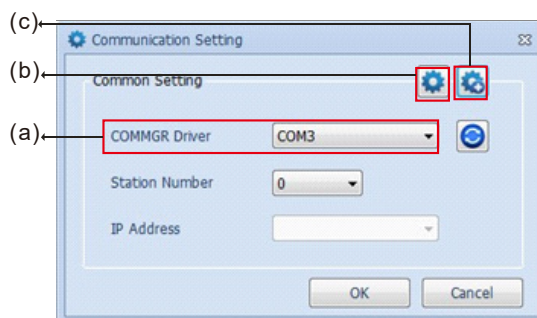 (c)
Communication Setting
(b)
Common Setting
(a)
COMMGR Driver COM3
Station Number 0
IP Address
OK Cancel